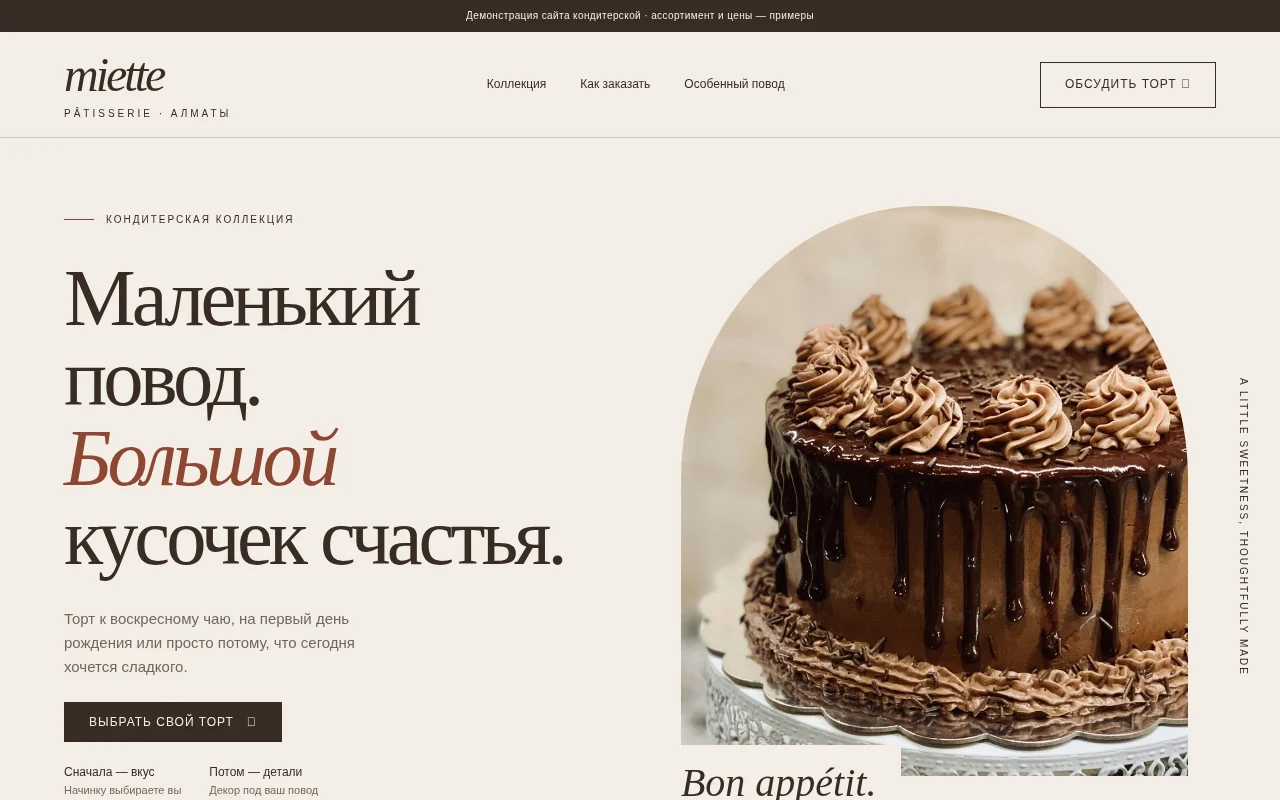 Демонстрация сайта кондитерской · ассортимент и цены — примеры
miette
PÂTISSERIE · АЛМАТЫ
Коллекция
Как заказать
Особенный повод
ОБСУДИТЬ ТОРТ
КОНДИТЕРСКАЯ КОЛЛЕКЦИЯ
Маленький
повод.
Большой
кусочек счастья.
Торт к воскресному чаю, на первый день
рождения или просто потому, что сегодня
хочется сладкого.
ВЫБРАТЬ СВОЙ ТОРТ
Сначала — вкус
Начинку выбираете вы
Потом — детали
Декор под ваш повод
Bon appétit.
A LITTLE SWEETNESS, THOUGHTFULLY MADE